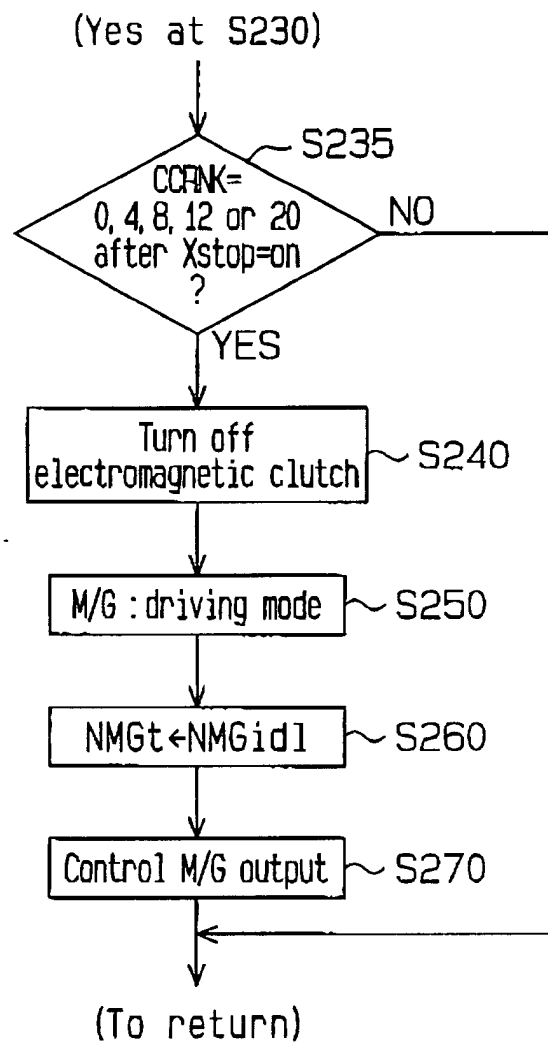 (Yes at S230)
S235
CCRNK=
0, 4, 8, 12 or 20
after Xstop=on
?
NO
YES
Turn off
electromagnetic clutch
S240
M/G : driving mode
S250
NMGt←NMGidl
S260
Control M/G output
S270
(To return)